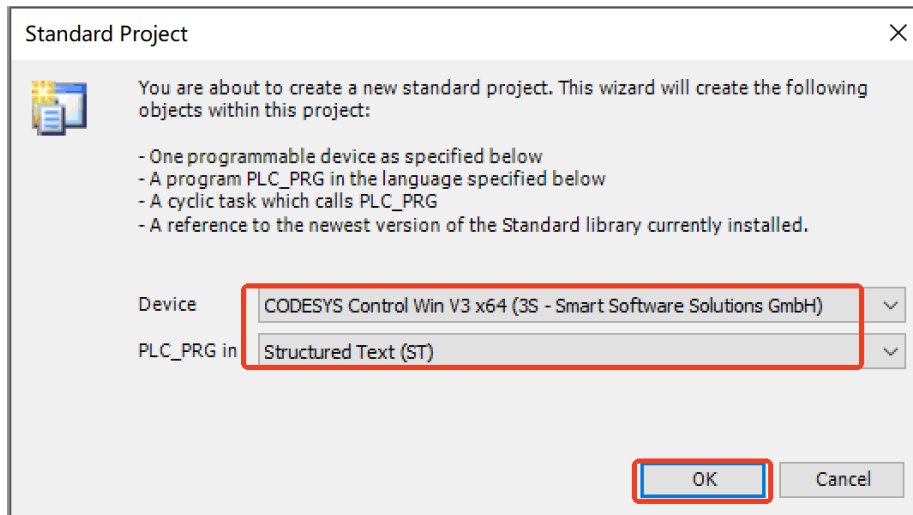 Standard Project
You are about to create a new standard project. This wizard will create the following
objects within this project:
- One programmable device as specified below
- A program PLC_PRG in the language specified below
- A cyclic task which calls PLC_PRG
- A reference to the newest version of the Standard library currently installed.
Device CODESYS Control Win V3 x64 (3S - Smart Software Solutions GmbH)
PLC_PRG in Structured Text (ST)
OK Cancel